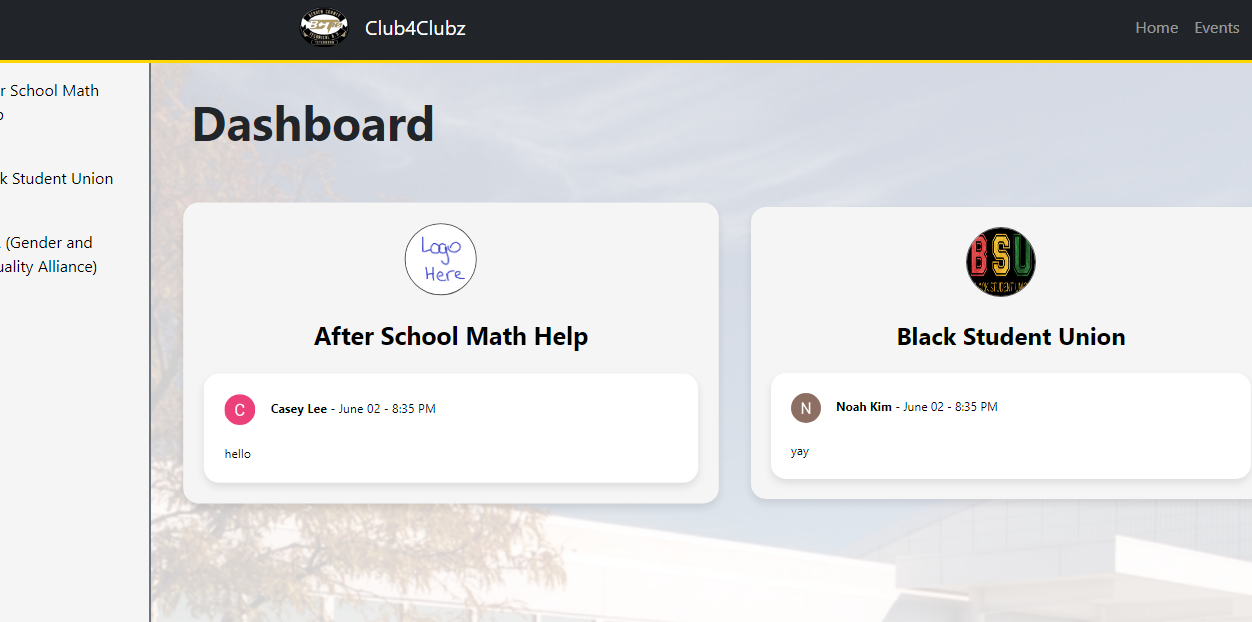 Club4Clubz
Home Events
r School Math
k Student Union
(Gender and
uality Alliance)
Dashboard
Logo
Here
After School Math Help
C
Casey Lee - June 02 - 8:35 PM
hello
BSU
Black Student Union
N
Noah Kim - June 02 - 8:35 PM
yay